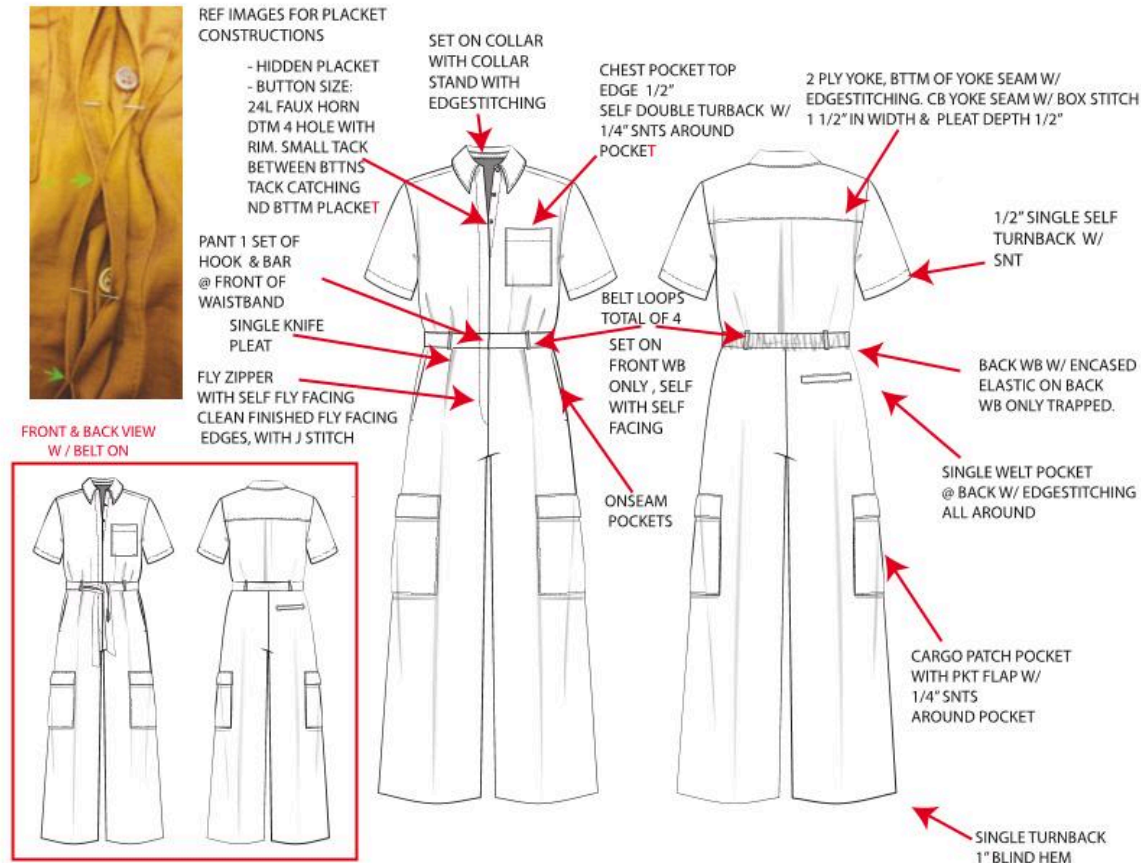 REF IMAGES FOR PLACKET
CONSTRUCTIONS
- HIDDEN PLACKET
- BUTTON SIZE:
24L FAUX HORN
DTM 4 HOLE WITH
RIM. SMALL TACK
BETWEEN BTTNS
TACK CATCHING
ND BTTM PLACKET
SET ON COLLAR
WITH COLLAR
STAND WITH
EDGESTITCHING
CHEST POCKET TOP
EDGE 1/2"
SELF DOUBLE TURBACK W/
1/4" SNTS AROUND
POCKET
2 PLY YOKE, BTTM OF YOKE SEAM W/
EDGESTITCHING. CB YOKE SEAM W/ BOX STITCH
1 1/2" IN WIDTH & PLEAT DEPTH 1/2"
1/2" SINGLE SELF
TURNBACK W/
SNT
PANT 1 SET OF
HOOK & BAR
@ FRONT OF
WAISTBAND
SINGLE KNIFE
PLEAT
FLY ZIPPER
WITH SELF FLY FACING
CLEAN FINISHED FLY FACING
EDGES, WITH J STITCH
BELT LOOPS
TOTAL OF 4
SET ON
FRONT WB
ONLY , SELF
WITH SELF
FACING
BACK WB W/ ENCASED
ELASTIC ON BACK
WB ONLY TRAPPED.
FRONT & BACK VIEW
W / BELT ON
ONSEAM
POCKETS
SINGLE WELT POCKET
@ BACK W/ EDGESTITCHING
ALL AROUND
CARGO PATCH POCKET
WITH PKT FLAP W/
1/4" SNTS
AROUND POCKET
SINGLE TURNBACK
1" BLIND HEM